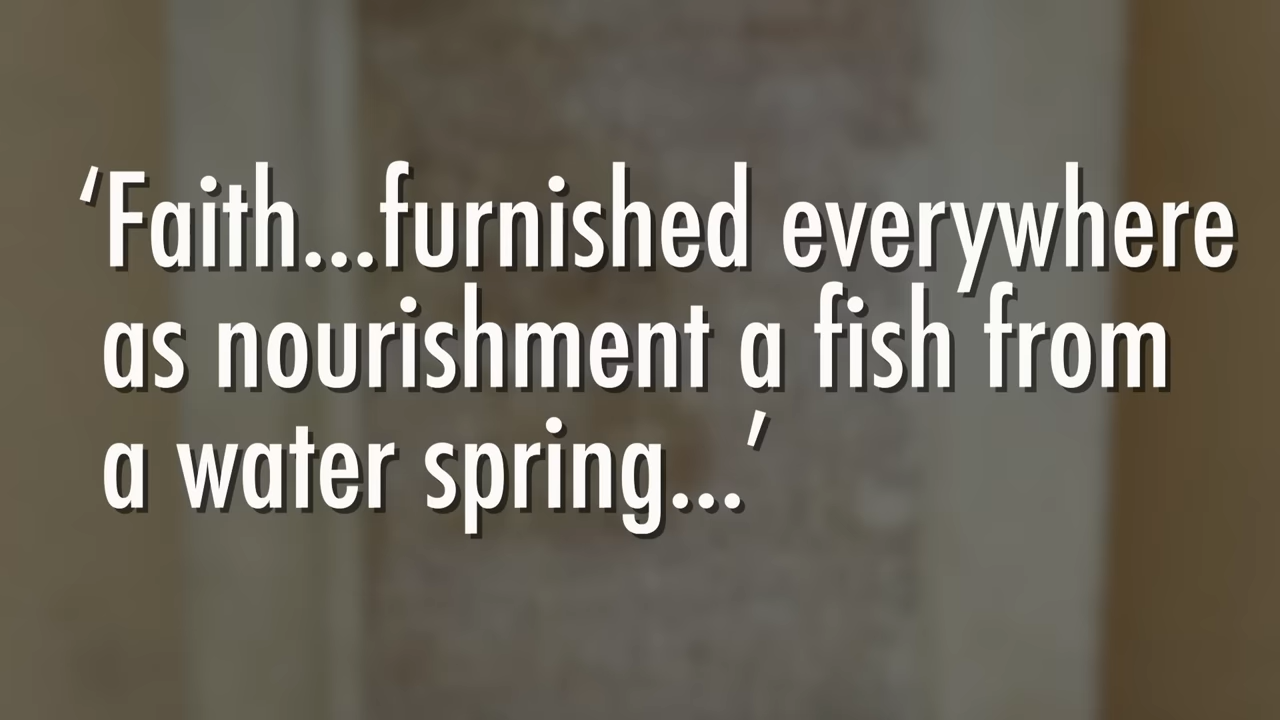 ‘Faith...furnished everywhere
as nourishment a fish from
a water spring...’